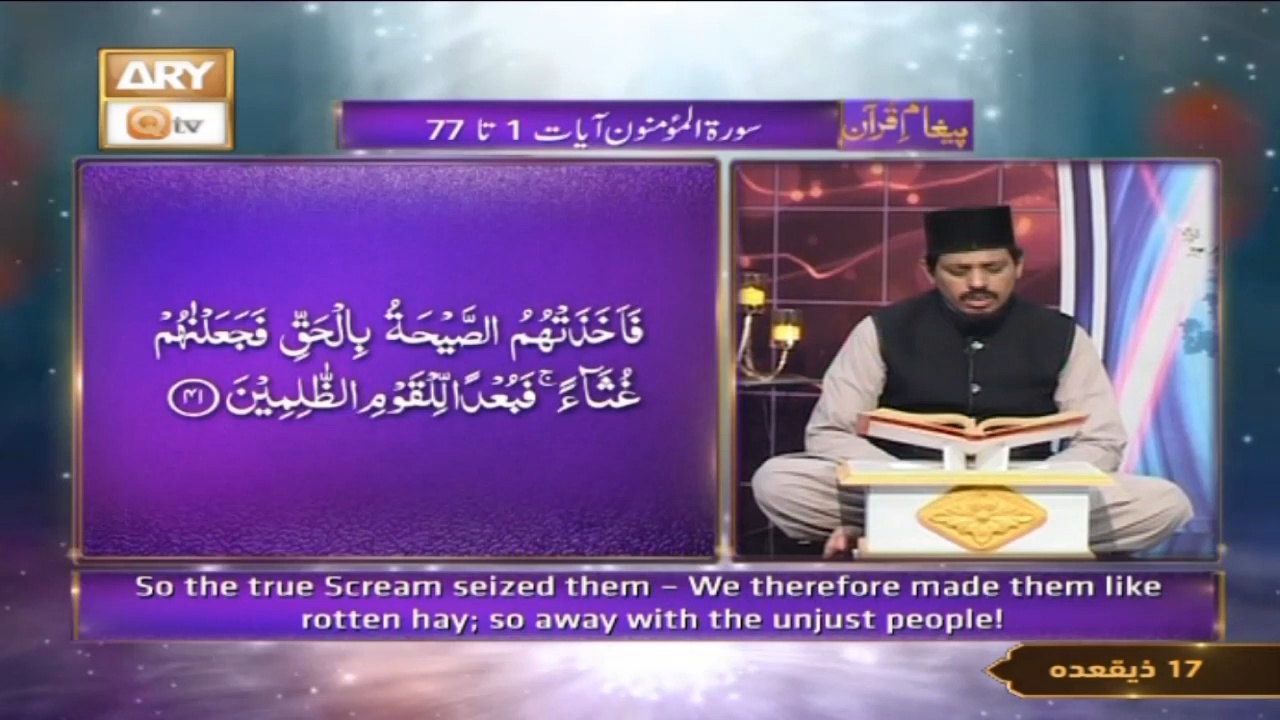 ARY
Qtv
سورۃ المؤمنون آیات 1 تا 77
پیغامِ قرآن
فَاَخَذَتْهُمُ الصَّیْحَةُ بِالْحَقِّ فَجَعَلْنٰهُمْ
غُثَآءً ۚ فَبُعْدًا لِّلْقَوْمِ الظّٰلِمِیْنَ ﴿۴۱﴾
So the true Scream seized them – We therefore made them like
rotten hay; so away with the unjust people!
17 ذیقعدہ